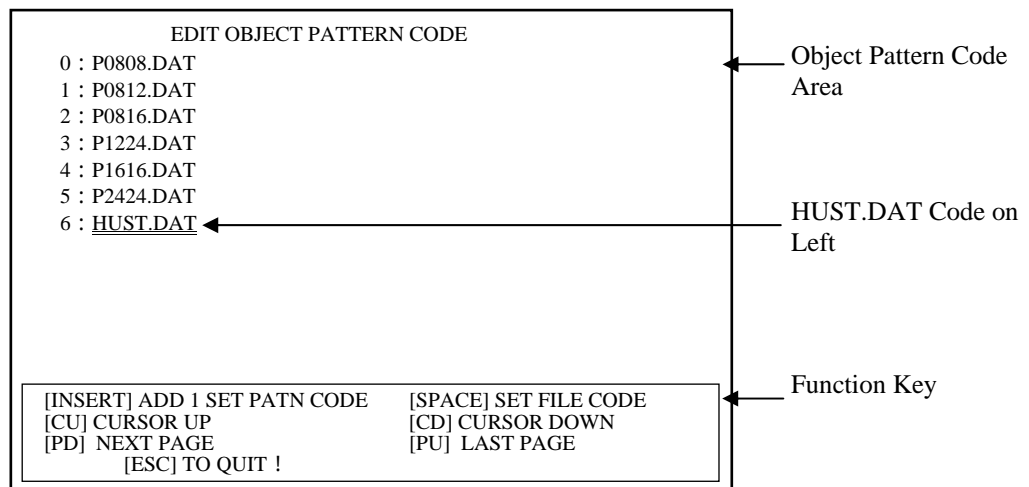 EDIT OBJECT PATTERN CODE
0：P0808.DAT
1：P0812.DAT
2：P0816.DAT
3：P1224.DAT
4：P1616.DAT
5：P2424.DAT
6：HUST.DAT
Object Pattern Code
Area
HUST.DAT Code on
Left
Function Key
[INSERT] ADD 1 SET PATN CODE [SPACE] SET FILE CODE
[CU] CURSOR UP [CD] CURSOR DOWN
[PD] NEXT PAGE [PU] LAST PAGE
[ESC] TO QUIT！